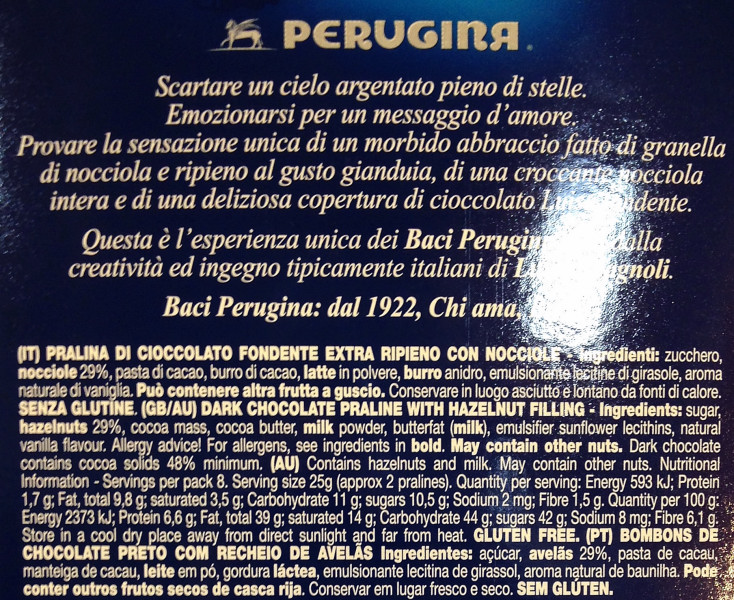 PERUGINA
Scartare un cielo argentato pieno di stelle.
Emozionarsi per un messaggio d'amore.
Provare la sensazione unica di un morbido abbraccio fatto di granella
di nocciola e ripieno al gusto gianduia, di una croccante nocciola
intera e di una deliziosa copertura di cioccolato
Questa è l'esperienza unica dei Baci Perugina dalla
creatività ed ingegno tipicamente italiani di
Baci Perugina: dal 1922, Chi ama,
(IT) PRALINA DI CIOCCOLATO FONDENTE EXTRA RIPIENO CON NOCCIOLE - Ingredienti: zucchero,
nocciole 29%, pasta di cacao, burro di cacao, latte in polvere, burro anidro, emulsionante lecitine di girasole, aroma
naturale di vaniglia. Può contenere altra frutta a guscio. Conservare in luogo asciutto e lontano da fonti di calore.
SENZA GLUTINE. (GB/AU) DARK CHOCOLATE PRALINE WITH HAZELNUT FILLING - Ingredients: sugar,
hazelnuts 29%, cocoa mass, cocoa butter, milk powder, butterfat (milk), emulsifier sunflower lecithins, natural
vanilla flavour. Allergy advice! For allergens, see ingredients in bold. May contain other nuts. Dark chocolate
contains cocoa solids 48% minimum. (AU) Contains hazelnuts and milk. May contain other nuts. Nutritional
Information - Servings per pack 8. Serving size 25g (approx 2 pralines). Quantity per serving: Energy 593 kJ; Protein
1,7 g; Fat, total 9,8 g; saturated 3,5 g; Carbohydrate 11 g; sugars 10,5 g; Sodium 2 mg; Fibre 1,5 g. Quantity per 100 g:
Energy 2373 kJ; Protein 6,6 g; Fat, total 39 g; saturated 14 g; Carbohydrate 44 g; sugars 42 g; Sodium 8 mg; Fibre 6,1 g.
Store in a cool dry place away from direct sunlight and far from heat. GLUTEN FREE. (PT) BOMBONS DE
CHOCOLATE PRETO COM RECHEIO DE AVELÃS Ingredientes: açúcar, avelãs 29%, pasta de cacau,
manteiga de cacau, leite em pó, gordura láctea, emulsionante lecitina de girassol, aroma natural de baunilha. Pode
conter outros frutos secos de casca rija. Conservar em lugar fresco e seco. SEM GLÚTEN.